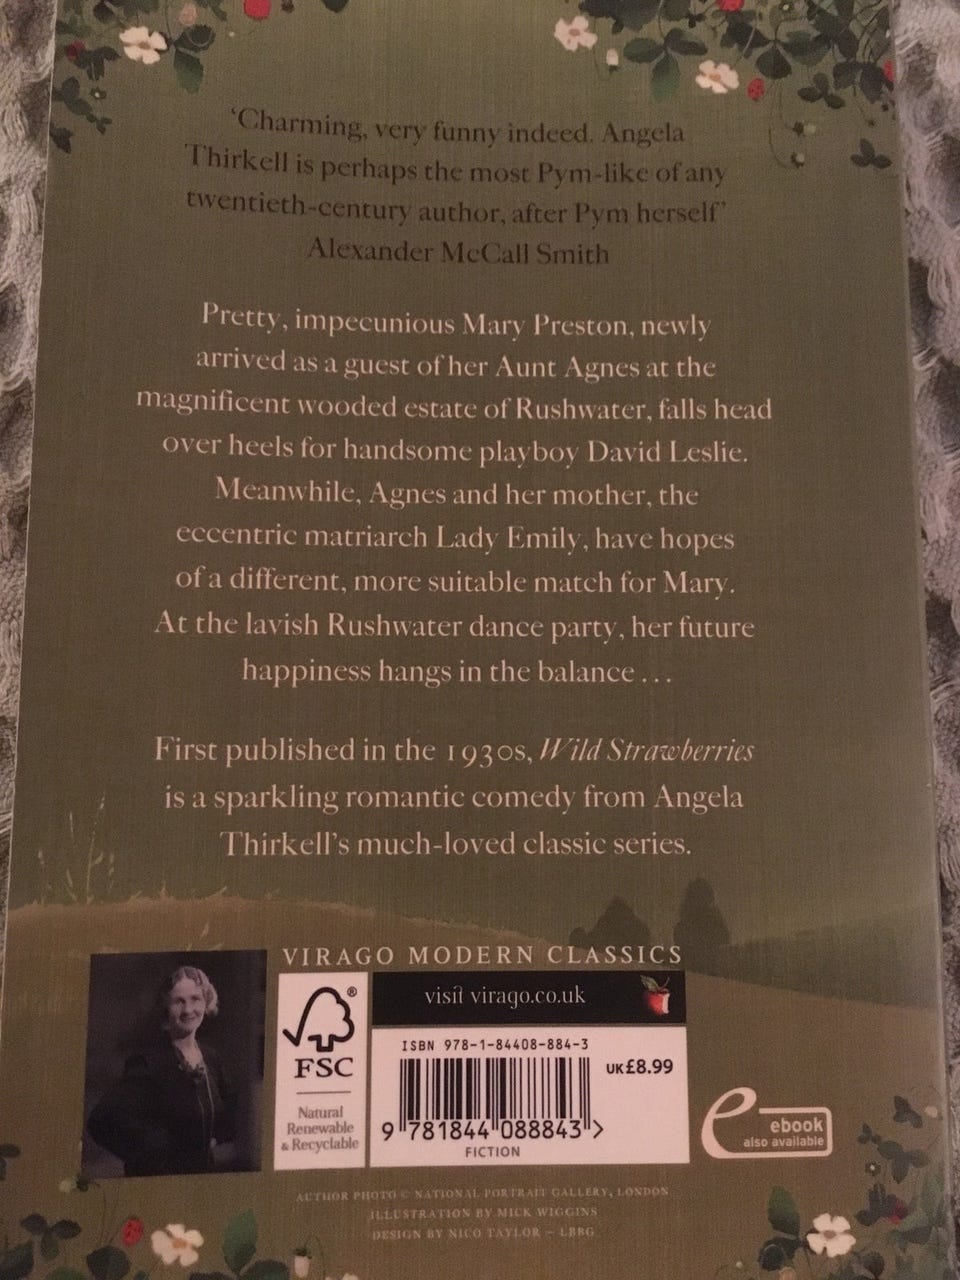 ‘Charming, very funny indeed. Angela
Thirkell is perhaps the most Pym-like of any
twentieth-century author, after Pym herself’
Alexander McCall Smith
Pretty, impecunious Mary Preston, newly
arrived as a guest of her Aunt Agnes at the
magnificent wooded estate of Rushwater, falls head
over heels for handsome playboy David Leslie.
Meanwhile, Agnes and her mother, the
eccentric matriarch Lady Emily, have hopes
of a different, more suitable match for Mary.
At the lavish Rushwater dance party, her future
happiness hangs in the balance . . .
First published in the 1930s, Wild Strawberries
is a sparkling romantic comedy from Angela
Thirkell’s much-loved classic series.
VIRAGO MODERN CLASSICS
visit virago.co.uk
®
FSC
Natural
Renewable
& Recyclable
ISBN 978-1-84408-884-3
UK£8.99
9 781844 088843 >
FICTION
ebook
also available
AUTHOR PHOTO © NATIONAL PORTRAIT GALLERY, LONDON
ILLUSTRATION BY MICK WIGGINS
DESIGN BY NICO TAYLOR – LBBG